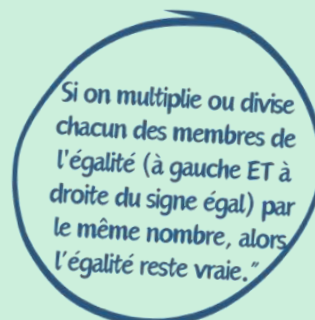 Si on multiplie ou divise
chacun des membres de
l'égalité (à gauche ET à
droite du signe égal) par
le même nombre, alors
l'égalité reste vraie."